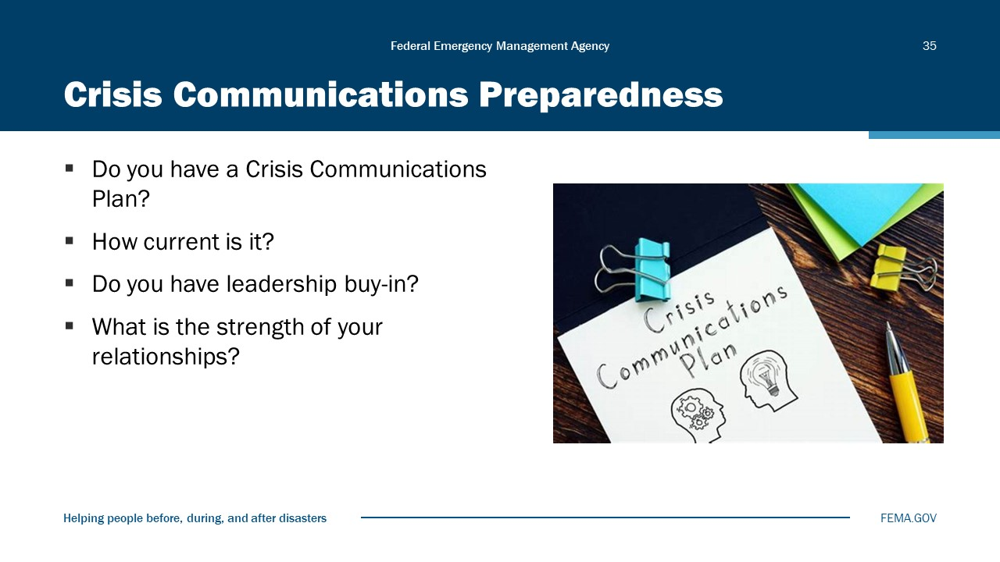 Federal Emergency Management Agency
35
Crisis Communications Preparedness
▪ Do you have a Crisis Communications
Plan?
▪ How current is it?
▪ Do you have leadership buy-in?
▪ What is the strength of your
relationships?
Crisis
Communications
Plan
Helping people before, during, and after disasters
FEMA.GOV